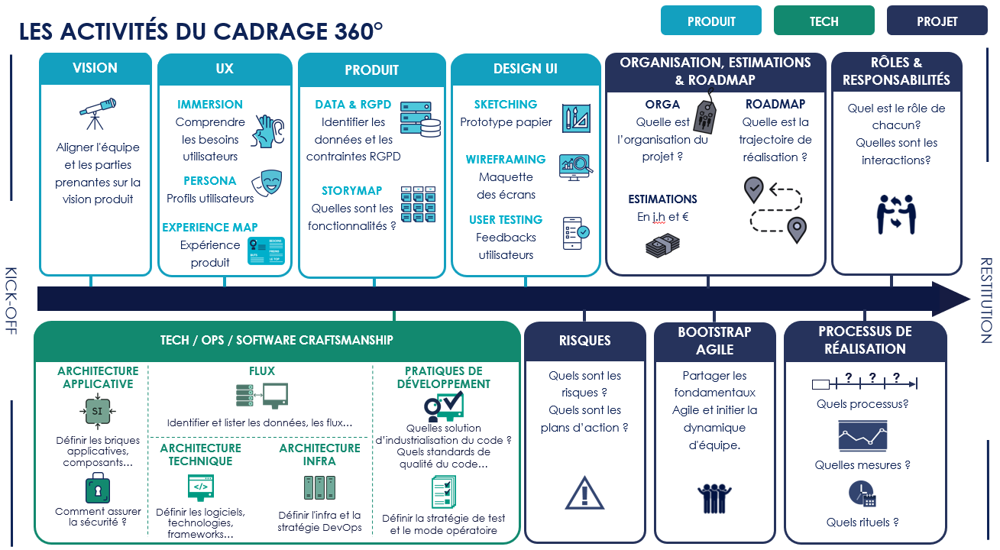 LES ACTIVITÉS DU CADRAGE 360°
PRODUIT
TECH
PROJET
KICK-OFF
VISION
Aligner l'équipe
et les parties
prenantes sur la
vision produit
UX
IMMERSION
Comprendre
les besoins
utilisateurs
PERSONA
Profils utilisateurs
EXPERIENCE MAP
Expérience
produit
BESOINS
FREINS
BUTS
LE TOP
PRODUIT
DATA & RGPD
Identifier les
données et les
contraintes RGPD
STORYMAP
Quelles sont les
fonctionnalités ?
DESIGN UI
SKETCHING
Prototype papier
WIREFRAMING
Maquette
des écrans
USER TESTING
Feedbacks
utilisateurs
ORGANISATION, ESTIMATIONS
& ROADMAP
ORGA
Quelle est
l'organisation du
projet ?
ESTIMATIONS
En j.h et €
ROADMAP
Quelle est la
trajectoire de
réalisation ?
RÔLES &
RESPONSABILITÉS
Quel est le rôle de
chacun?
Quelles sont les
interactions?
RESTITUTION
TECH / OPS / SOFTWARE CRAFTSMANSHIP
ARCHITECTURE
APPLICATIVE
SI
Définir les briques
applicatives,
composants…
Comment assurer
la sécurité ?
FLUX
Identifier et lister les données, les flux…
ARCHITECTURE
TECHNIQUE
</>
Définir les logiciels,
technologies,
frameworks…
ARCHITECTURE
INFRA
Définir l'infra et la
stratégie DevOps
PRATIQUES DE
DÉVELOPPEMENT
Quelles solution
d'industrialisation du code ?
Quels standards de
qualité du code…
Définir la stratégie de test
et le mode opératoire
RISQUES
Quels sont les
risques ?
Quels sont les
plans d'action ?
BOOTSTRAP
AGILE
Partager les
fondamentaux
Agile et initier la
dynamique
d'équipe.
PROCESSUS DE
RÉALISATION
? ? ?
Quels processus?
Quelles mesures ?
Quels rituels ?